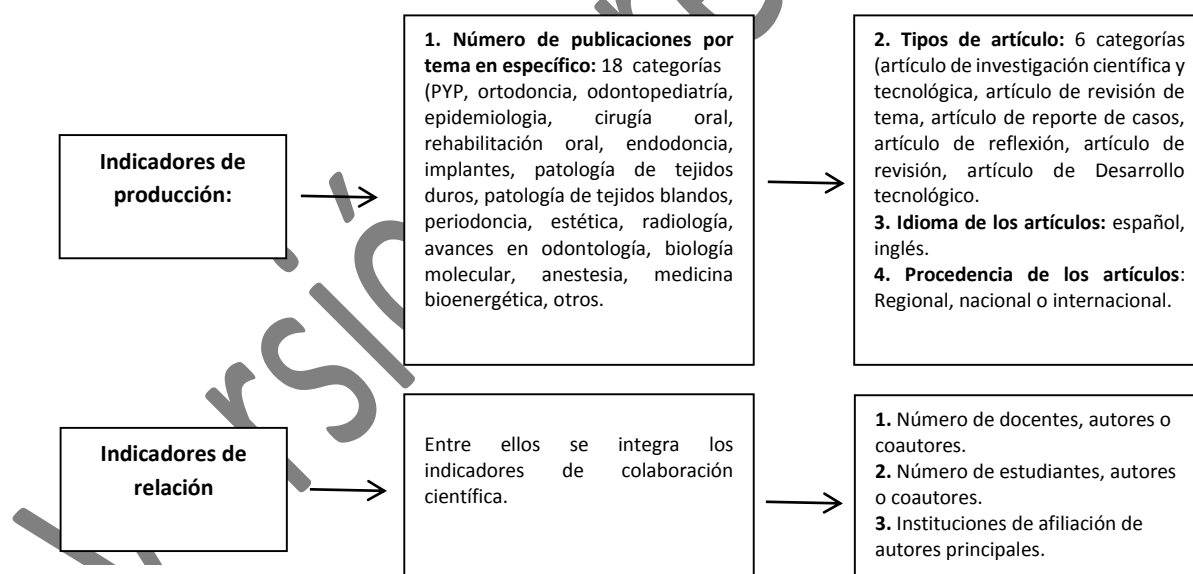 Indicadores de
producción:
1. Número de publicaciones por
tema en específico: 18 categorías
(PYP, ortodoncia, odontopediatría,
epidemiologia, cirugía oral,
rehabilitación oral, endodoncia,
implantes, patología de tejidos
duros, patología de tejidos blandos,
periodoncia, estética, radiología,
avances en odontología, biología
molecular, anestesia, medicina
bioenergética, otros.
2. Tipos de artículo: 6 categorías
(artículo de investigación científica y
tecnológica, artículo de revisión de
tema, artículo de reporte de casos,
artículo de reflexión, artículo de
revisión, artículo de Desarrollo
tecnológico.
3. Idioma de los artículos: español,
inglés.
4. Procedencia de los artículos:
Regional, nacional o internacional.
Indicadores de
relación
Entre ellos se integra los
indicadores de colaboración
científica.
1. Número de docentes, autores o
coautores.
2. Número de estudiantes, autores
o coautores.
3. Instituciones de afiliación de
autores principales.